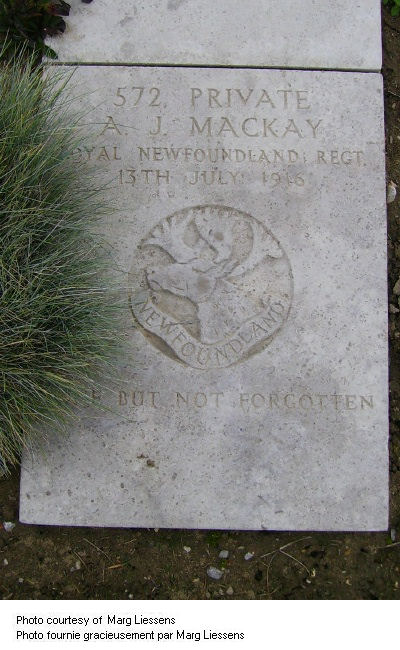 572 PRIVATE
A. J. MACKAY
OYAL NEWFOUNDLAND REGT.
13TH JULY 1916
NEWFOUNDLAND
E BUT NOT FORGOTTEN
Photo courtesy of Marg Liessens
Photo fournie gracieusement par Marg Liessens